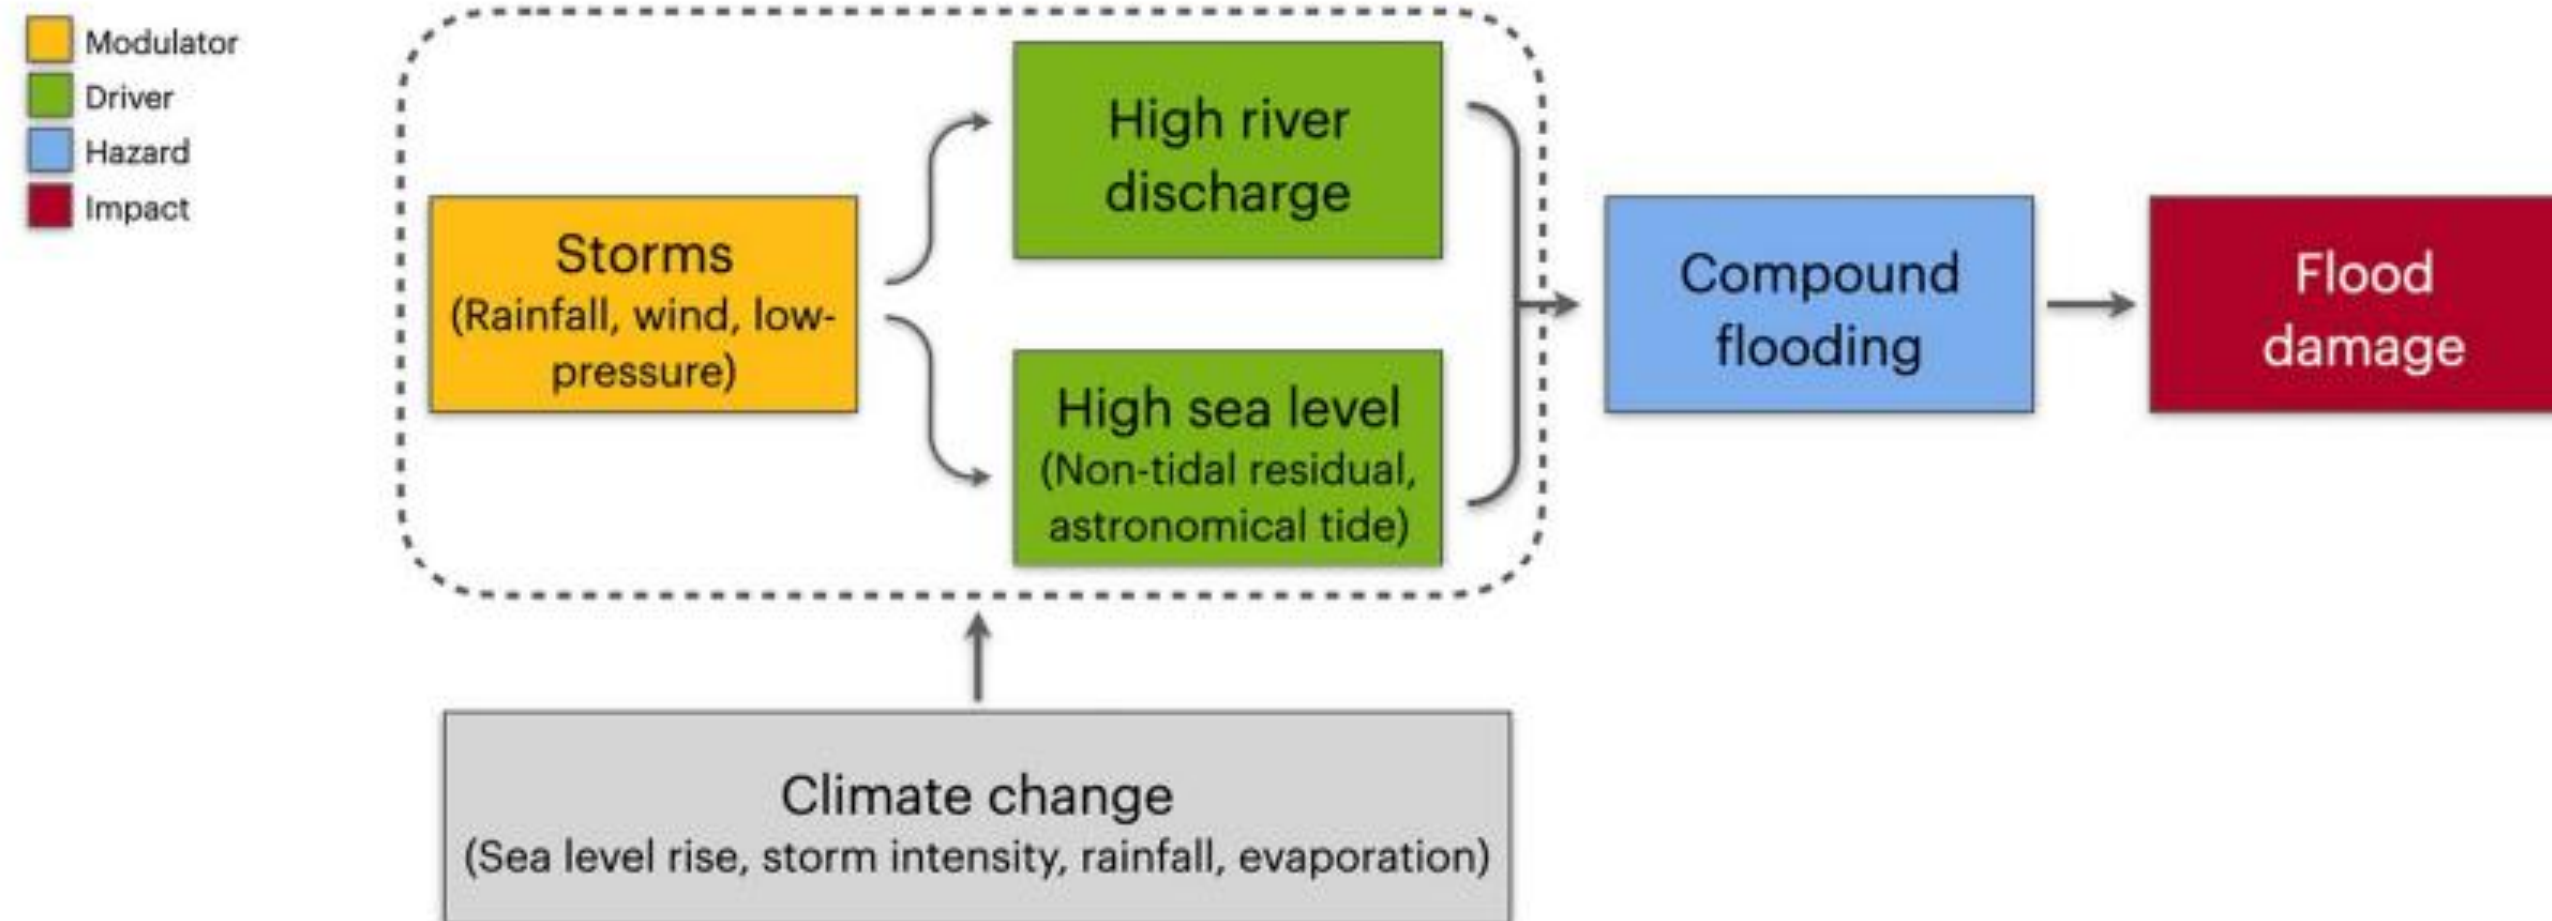 Modulator
Driver
Hazard
Impact
Storms
(Rainfall, wind, low-
pressure)
High river
discharge
High sea level
(Non-tidal residual,
astronomical tide)
Compound
flooding
Flood
damage
Climate change
(Sea level rise, storm intensity, rainfall, evaporation)